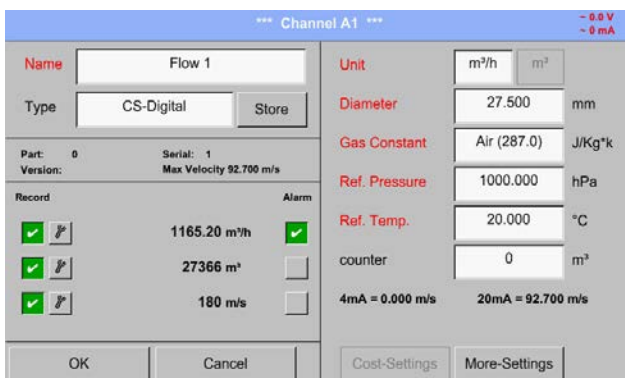 *** Channel A1 ***
~ 0.0 V
~ 0 mA
Name
Flow 1
Type
CS-Digital
Store
Part: 0
Serial: 1
Version:
Max Velocity 92.700 m/s
Record
Alarm
1165.20 m³/h
27366 m³
180 m/s
OK
Cancel
Unit
m³/h
m³
Diameter
27.500
mm
Gas Constant
Air (287.0)
J/Kg*k
Ref. Pressure
1000.000
hPa
Ref. Temp.
20.000
°C
counter
0
m³
4mA = 0.000 m/s
20mA = 92.700 m/s
Cost-Settings
More-Settings